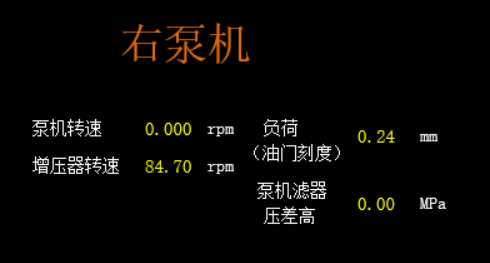 右泵机
泵机转速 0.000 rpm
增压器转速 84.70 rpm
负荷
（油门刻度） 0.24 mm
泵机滤器
压差高 0.00 MPa